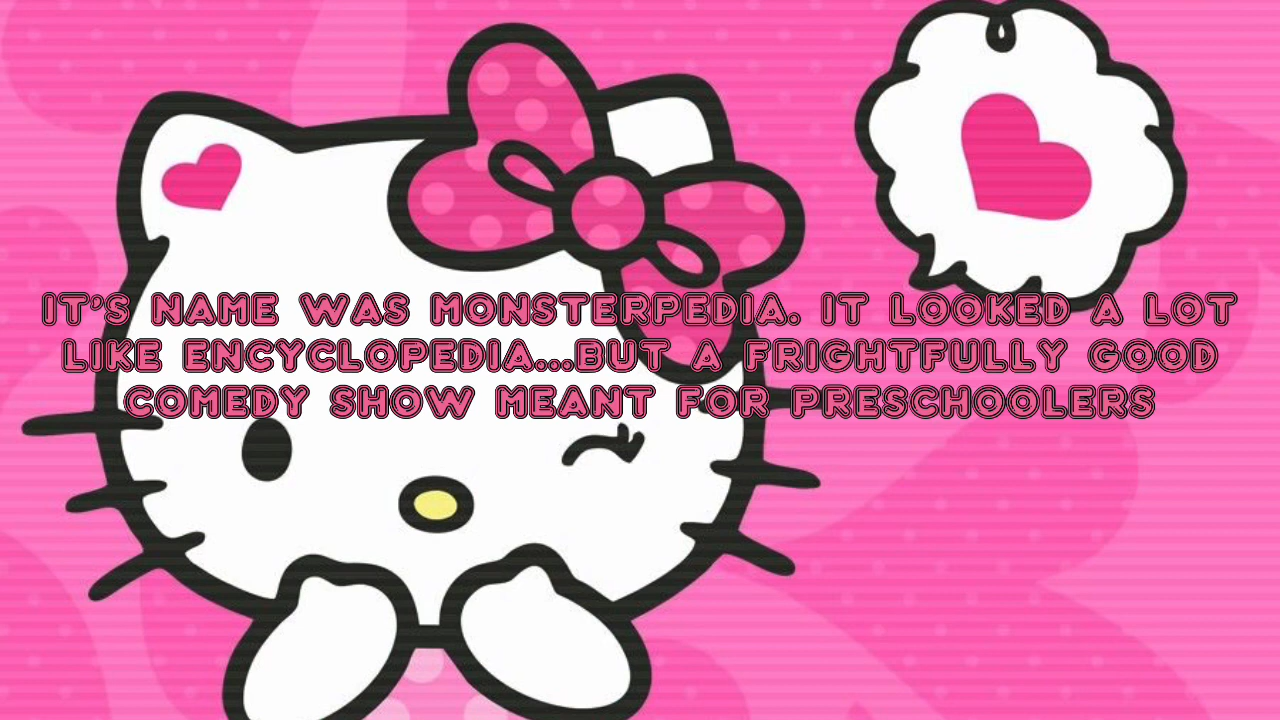 IT'S NAME WAS MONSTERPEDIA. IT LOOKED A LOT
LIKE ENCYCLOPEDIA...BUT A FRIGHTFULLY GOOD
COMEDY SHOW MEANT FOR PRESCHOOLERS